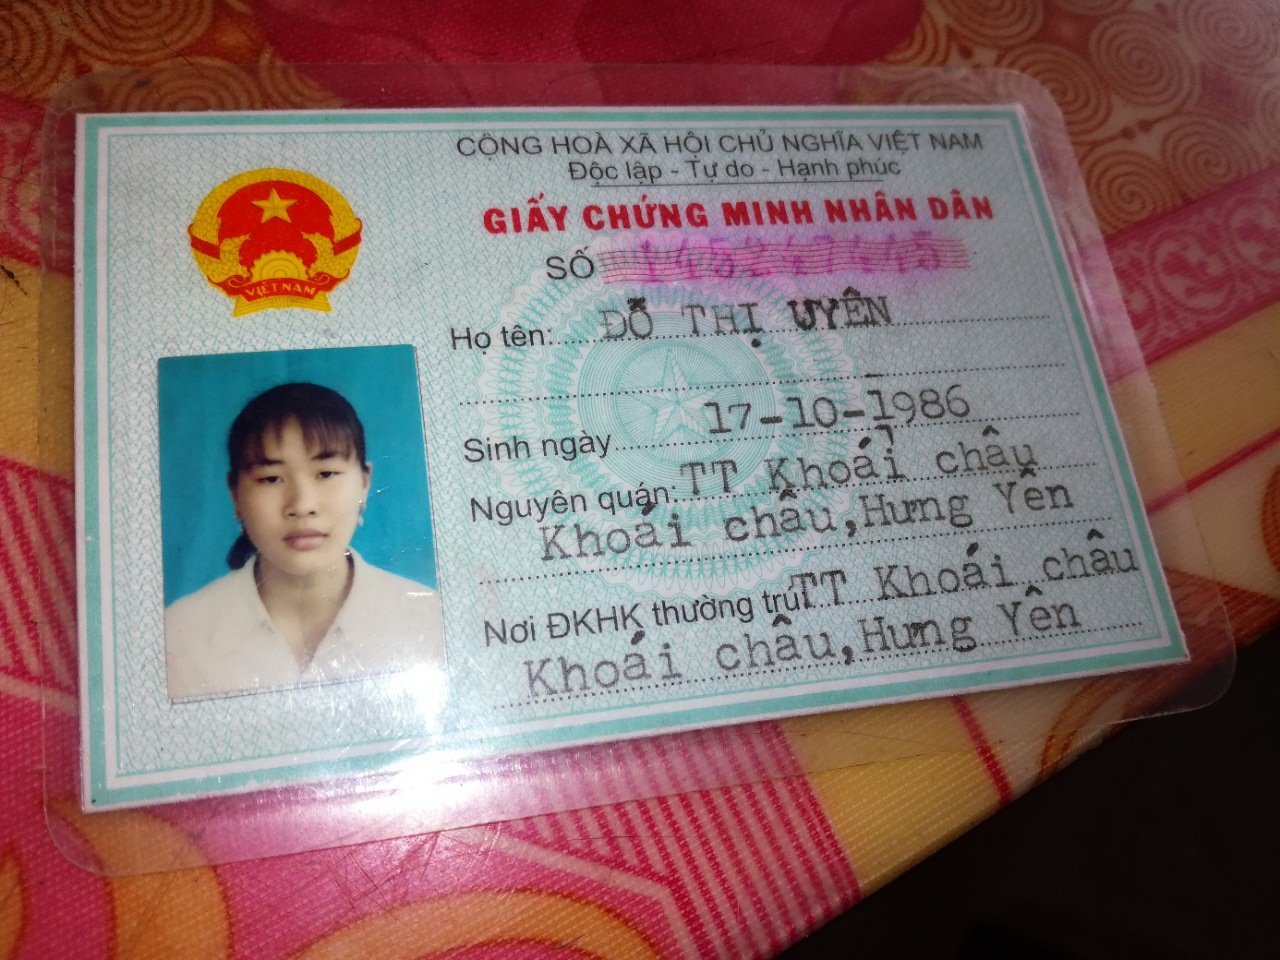 CỘNG HOÀ XÃ HỘI CHỦ NGHĨA VIỆT NAM
Độc lập - Tự do - Hạnh phúc
GIẤY CHỨNG MINH NHÂN DÂN
SỐ
VIỆT NAM
Họ tên: ĐỖ THỊ UYÊN
Sinh ngày 17-10-1986
Nguyên quán: TT Khoái châu
Khoái châu,Hưng Yên
Nơi ĐKHK thường trú: TT Khoái châu
Khoái châu,Hưng Yên